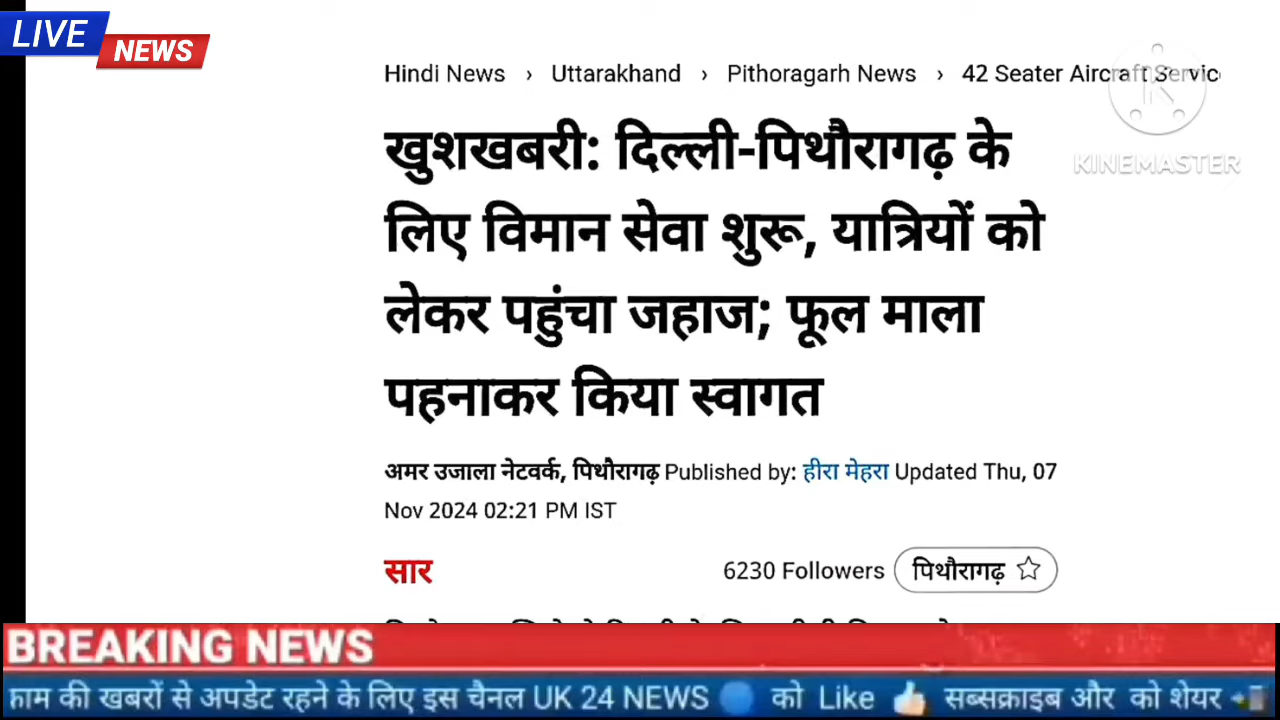 LIVE
NEWS
Hindi News › Uttarakhand › Pithoragarh News › 42 Seater Aircraft Servic
KINEMASTER
खुशखबरी: दिल्ली-पिथौरागढ़ के
लिए विमान सेवा शुरू, यात्रियों को
लेकर पहुंचा जहाज; फूल माला
पहनाकर किया स्वागत
अमर उजाला नेटवर्क, पिथौरागढ़ Published by: हीरा मेहरा Updated Thu, 07
Nov 2024 02:21 PM IST
सार
6230 Followers
पिथौरागढ़
BREAKING NEWS
की खबरों से अपडेट रहने के लिए इस चैनल UK 24 NEWS 🔵 को Like 👍 सब्सक्राइब और को शेयर 📲